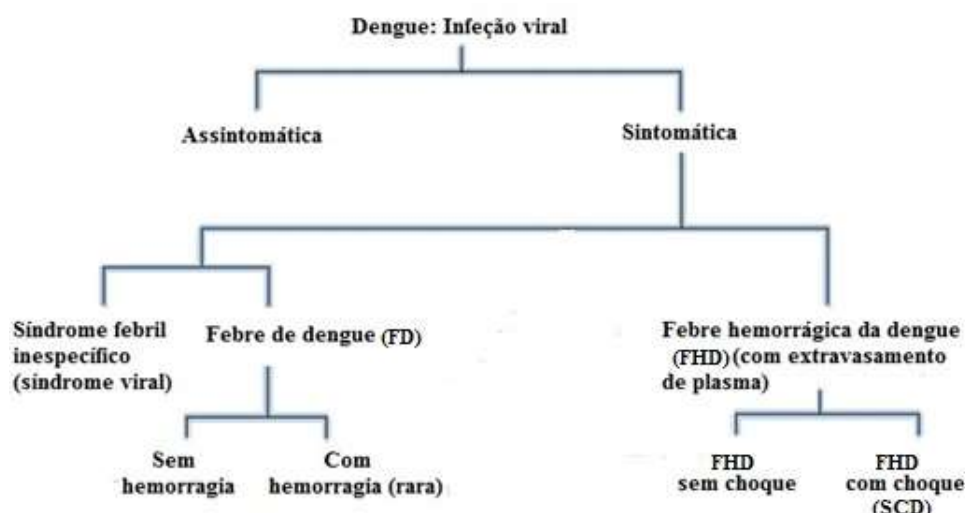 Dengue: Infeção viral
Assintomática
Sintomática
Síndrome febril
inespecífico
(síndrome viral)
Febre de dengue (FD)
Febre hemorrágica da dengue
(FHD) (com extravasamento
de plasma)
Sem
hemorragia
Com
hemorragia (rara)
FHD
sem choque
FHD
com choque
(SCD)